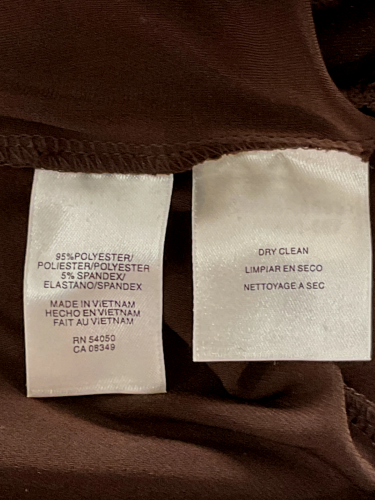 95%POLYESTER/
POLIESTER/POLYESTER
5% SPANDEX/
ELASTANO/SPANDEX
MADE IN VIETNAM
HECHO EN VIETNAM
FAIT AU VIETNAM
RN 54050
CA 08349
DRY CLEAN
LIMPIAR EN SECO
NETTOYAGE A SEC